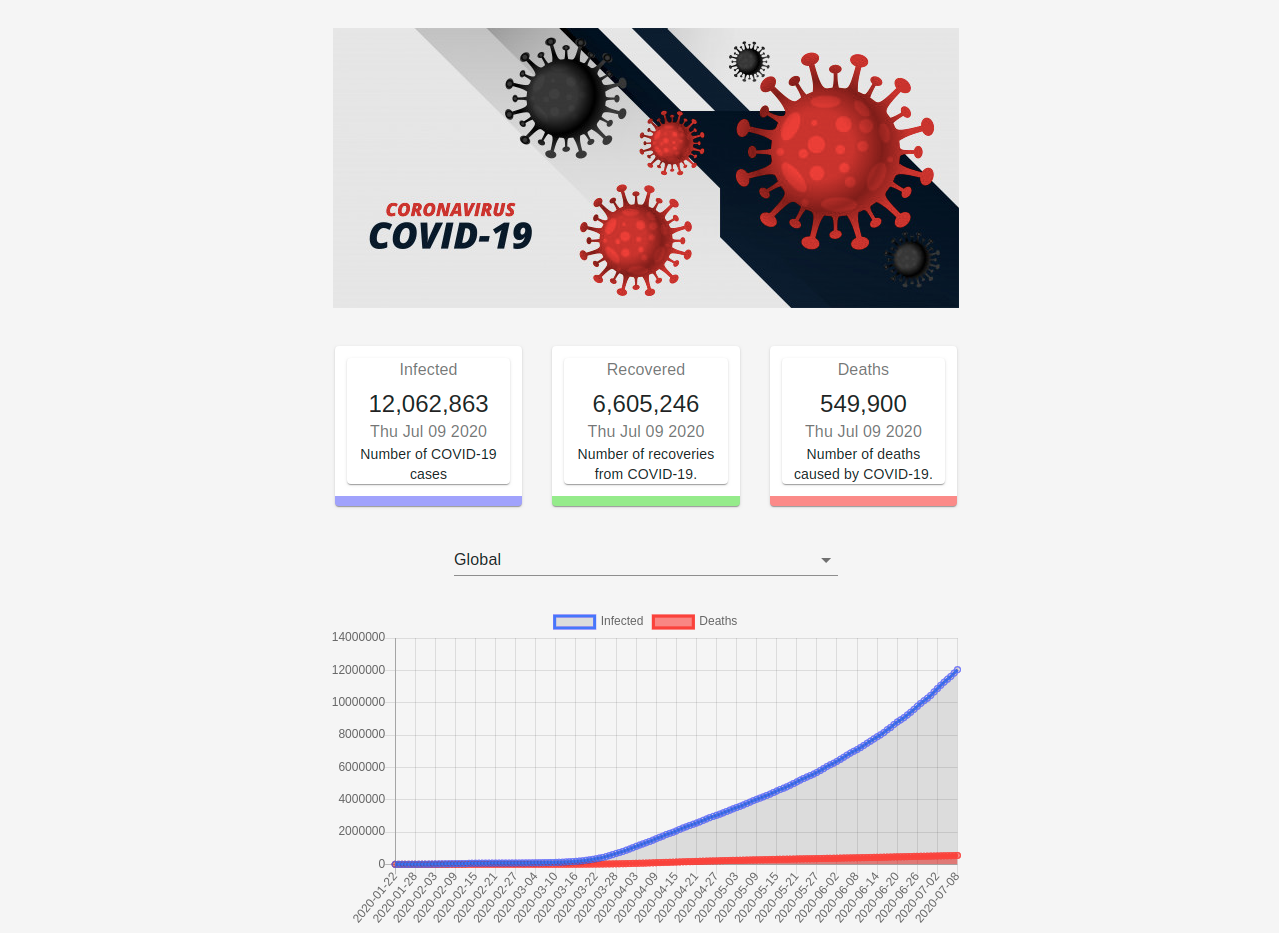 CORONAVIRUS
COVID-19
Infected
12,062,863
Thu Jul 09 2020
Number of COVID-19
cases
Recovered
6,605,246
Thu Jul 09 2020
Number of recoveries
from COVID-19.
Deaths
549,900
Thu Jul 09 2020
Number of deaths
caused by COVID-19.
Global
Infected Deaths
14000000
12000000
10000000
8000000
6000000
4000000
2000000
0
2020-01-22
2020-01-28
2020-02-03
2020-02-09
2020-02-15
2020-02-21
2020-02-27
2020-03-04
2020-03-10
2020-03-16
2020-03-22
2020-03-28
2020-04-03
2020-04-09
2020-04-15
2020-04-21
2020-04-27
2020-05-03
2020-05-09
2020-05-15
2020-05-21
2020-05-27
2020-06-02
2020-06-08
2020-06-14
2020-06-20
2020-06-26
2020-07-02
2020-07-08